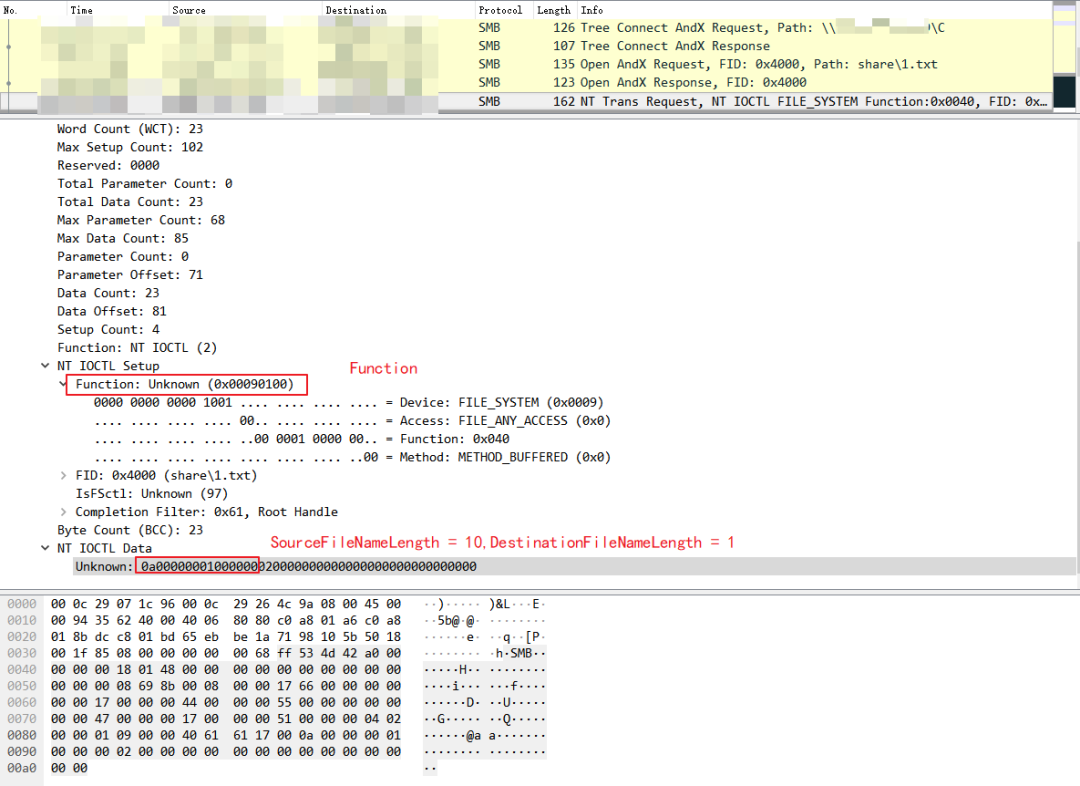 No. Time Source Destination Protocol Length Info
SMB 126 Tree Connect AndX Request, Path: \\ \C
SMB 107 Tree Connect AndX Response
SMB 135 Open AndX Request, FID: 0x4000, Path: share\1.txt
SMB 123 Open AndX Response, FID: 0x4000
SMB 162 NT Trans Request, NT IOCTL FILE_SYSTEM Function:0x0040, FID: 0x…
Word Count (WCT): 23
Max Setup Count: 102
Reserved: 0000
Total Parameter Count: 0
Total Data Count: 23
Max Parameter Count: 68
Max Data Count: 85
Parameter Count: 0
Parameter Offset: 71
Data Count: 23
Data Offset: 81
Setup Count: 4
Function: NT IOCTL (2)
NT IOCTL Setup
Function
Function: Unknown (0x00090100)
0000 0000 0000 1001 .... .... .... .... = Device: FILE_SYSTEM (0x0009)
.... .... .... .... 00.. .... .... .... = Access: FILE_ANY_ACCESS (0x0)
.... .... .... .... ..00 0001 0000 00.. = Function: 0x040
.... .... .... .... .... .... .... ..00 = Method: METHOD_BUFFERED (0x0)
FID: 0x4000 (share\1.txt)
IsFSctl: Unknown (97)
Completion Filter: 0x61, Root Handle
Byte Count (BCC): 23
SourceFileNameLength = 10,DestinationFileNameLength = 1
NT IOCTL Data
Unknown: 0a00000001000000020000000000000000000000000000
0000 00 0c 29 07 1c 96 00 0c 29 26 4c 9a 08 00 45 00 ··)····· )&L···E·
0010 00 94 35 62 40 00 40 06 80 80 c0 a8 01 a6 c0 a8 ··5b@·@· ········
0020 01 8b dc c8 01 bd 65 eb be 1a 71 98 10 5b 50 18 ······e· ··q··[P·
0030 00 1f 85 08 00 00 00 00 00 68 ff 53 4d 42 a0 00 ········ ·h·SMB··
0040 00 00 00 18 01 48 00 00 00 00 00 00 00 00 00 00 ·····H·· ········
0050 00 00 00 08 69 8b 00 08 00 00 17 66 00 00 00 00 ····i··· ···f····
0060 00 00 17 00 00 00 44 00 00 00 55 00 00 00 00 00 ······D· ··U·····
0070 00 00 47 00 00 00 17 00 00 00 51 00 00 00 04 02 ··G····· ··Q·····
0080 00 00 01 09 00 00 40 61 61 17 00 0a 00 00 00 01 ······@a a·······
0090 00 00 00 02 00 00 00 00 00 00 00 00 00 00 00 00 ········ ········
00a0 00 00 ··